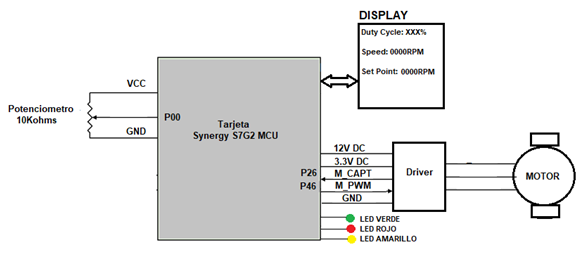 DISPLAY
Duty Cycle: XXX%
Speed: 0000RPM
Set Point: 0000RPM
VCC
Potenciometro
10Kohms
P00
GND
Tarjeta
Synergy S7G2 MCU
12V DC
3.3V DC
P26
M_CAPT
P46
M_PWM
GND
Driver
MOTOR
LED VERDE
LED ROJO
LED AMARILLO